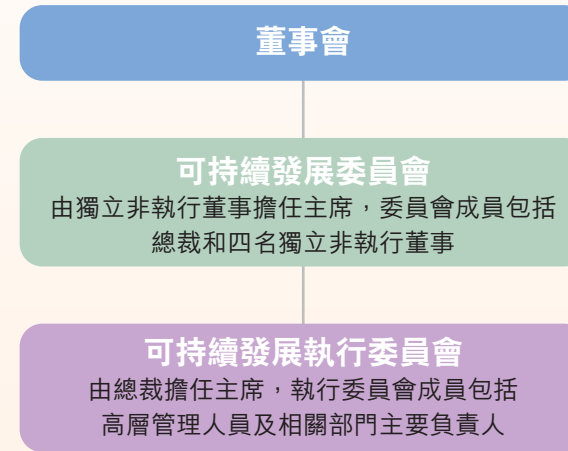 董事會
可持續發展委員會
由獨立非執行董事擔任主席，委員會成員包括
總裁和四名獨立非執行董事
可持續發展執行委員會
由總裁擔任主席，執行委員會成員包括
高層管理人員及相關部門主要負責人